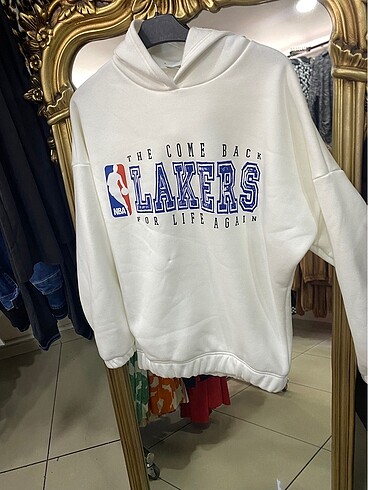 THE COME BACK
LAKERS
NBA
FOR LIFE AGAIN